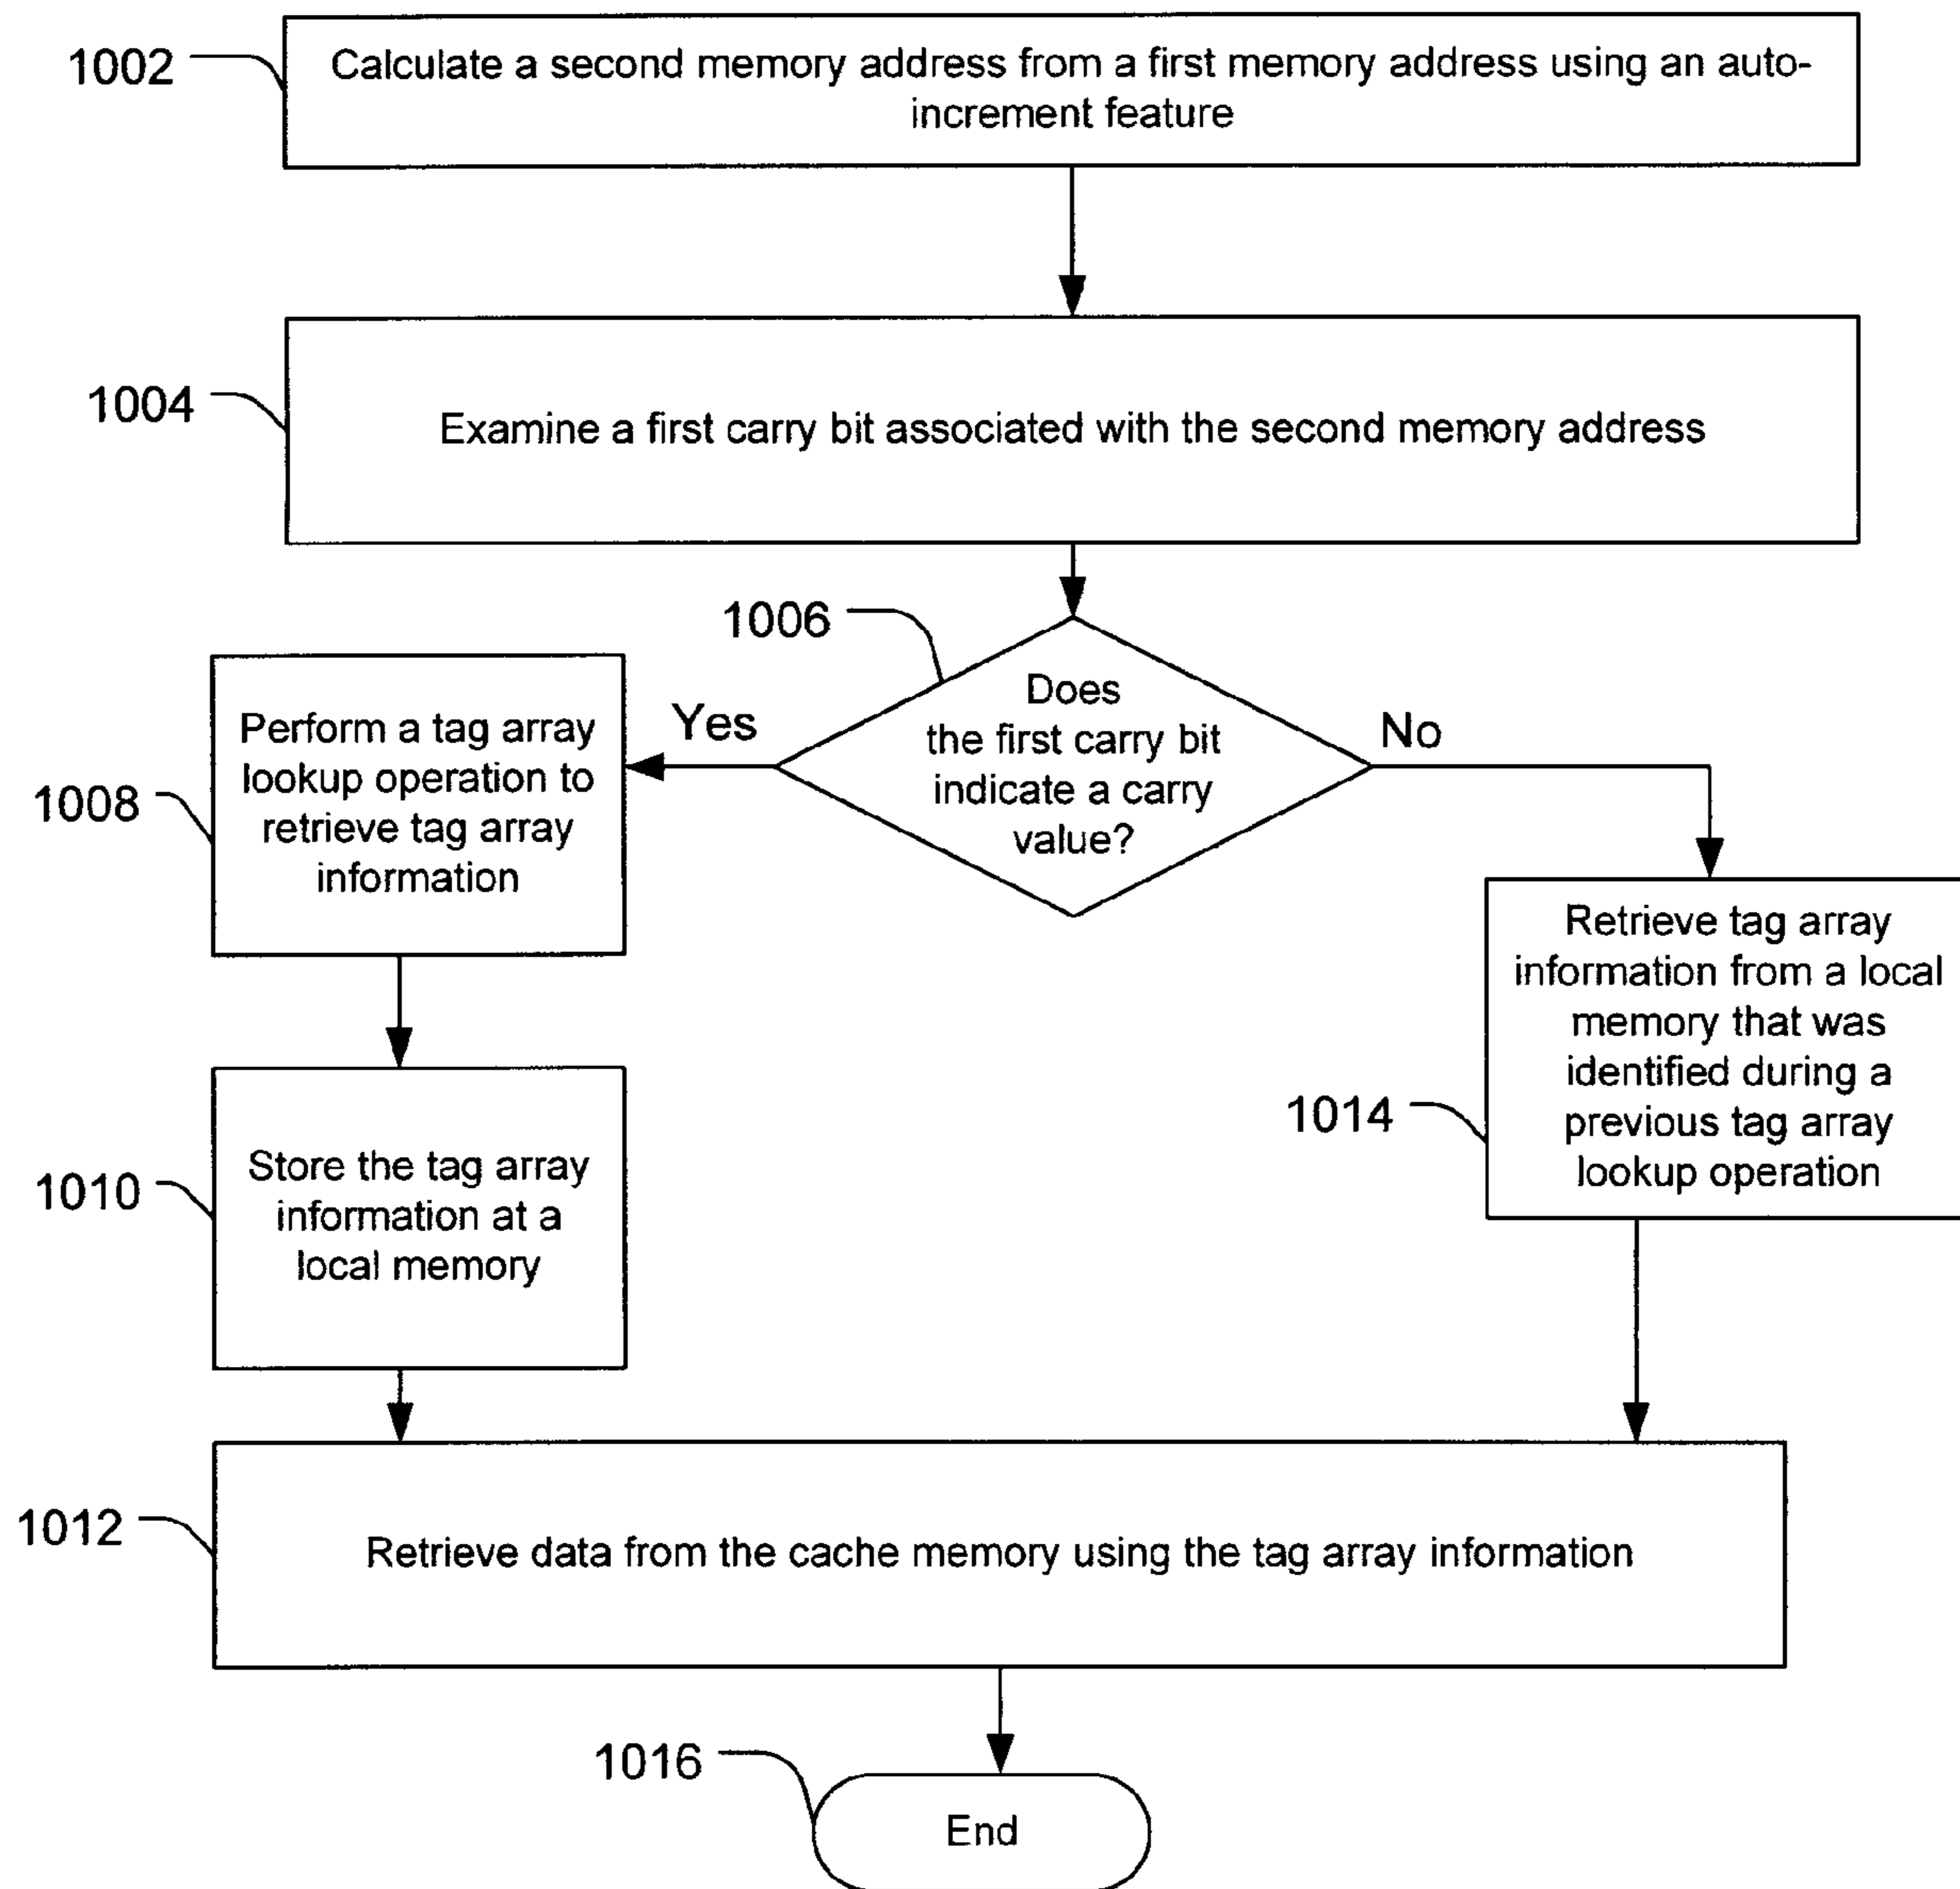 1002
Calculate a second memory address from a first memory address using an auto-
increment feature
1004
Examine a first carry bit associated with the second memory address
1006
Does
the first carry bit
indicate a carry
value?
Yes
No
1008
Perform a tag array
lookup operation to
retrieve tag array
information
1014
Retrieve tag array
information from a local
memory that was
identified during a
previous tag array
lookup operation
1010
Store the tag array
information at a
local memory
1012
Retrieve data from the cache memory using the tag array information
1016
End